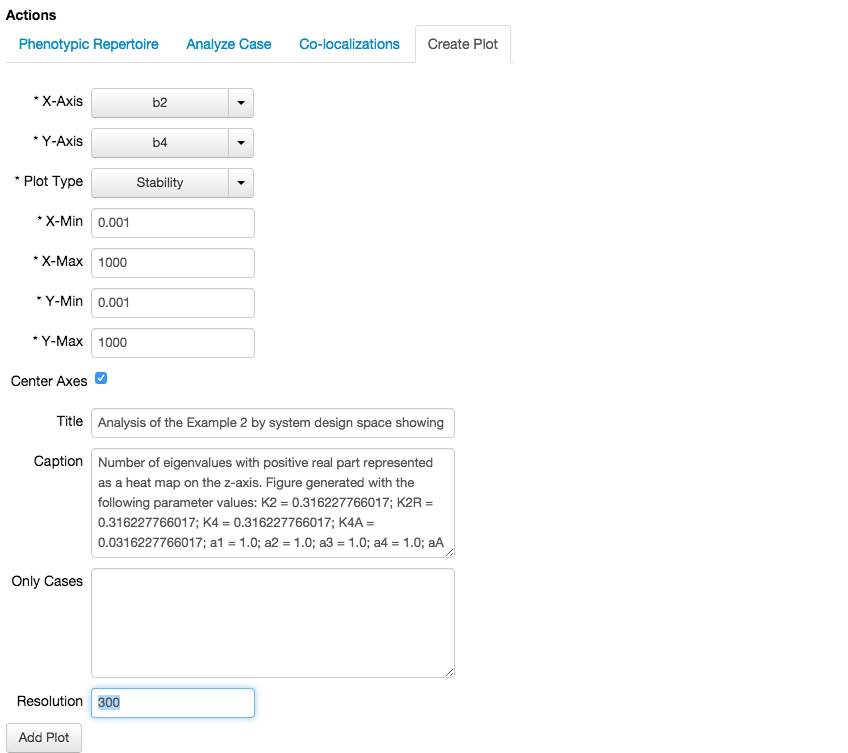 Actions
Phenotypic Repertoire Analyze Case Co-localizations Create Plot
* X-Axis b2
* Y-Axis b4
* Plot Type Stability
* X-Min 0.001
* X-Max 1000
* Y-Min 0.001
* Y-Max 1000
Center Axes
Title Analysis of the Example 2 by system design space showing
Caption Number of eigenvalues with positive real part represented
as a heat map on the z-axis. Figure generated with the
following parameter values: K2 = 0.316227766017; K2R =
0.316227766017; K4 = 0.316227766017; K4A =
0.0316227766017; a1 = 1.0; a2 = 1.0; a3 = 1.0; a4 = 1.0; aA
Only Cases
Resolution 300
Add Plot